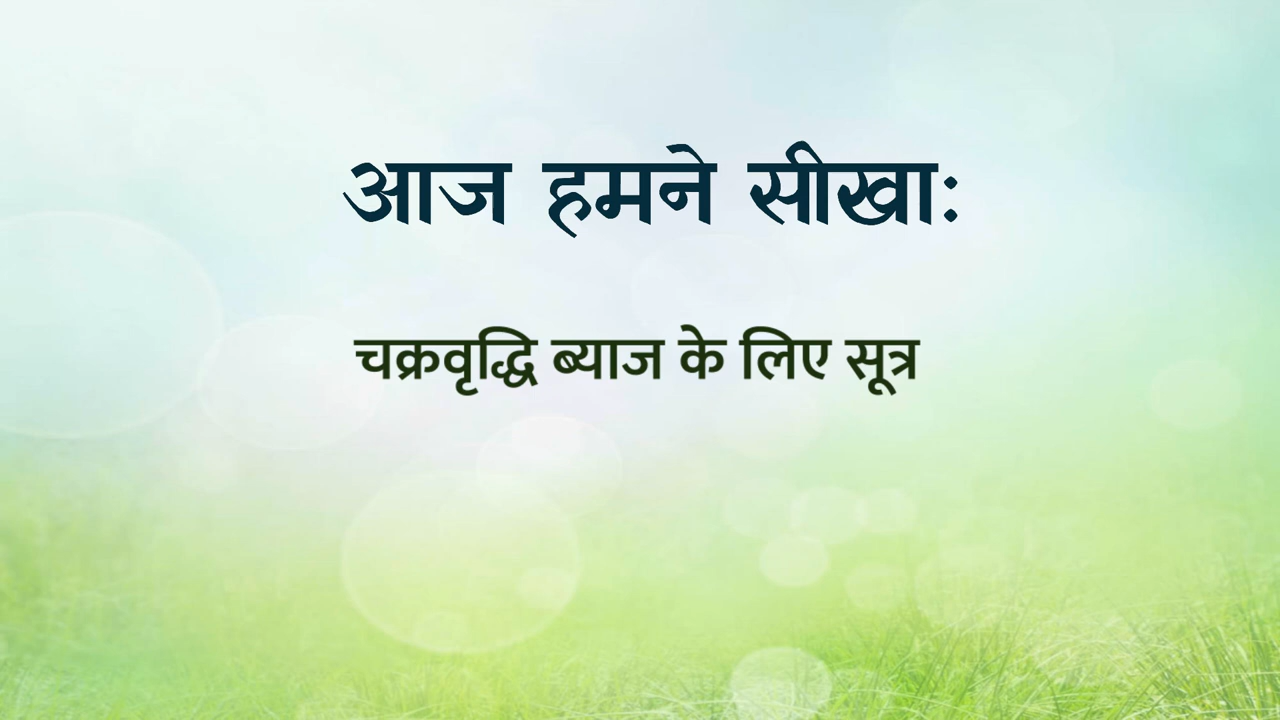 आज हमने सीखा:
चक्रवृद्धि ब्याज के लिए सूत्र